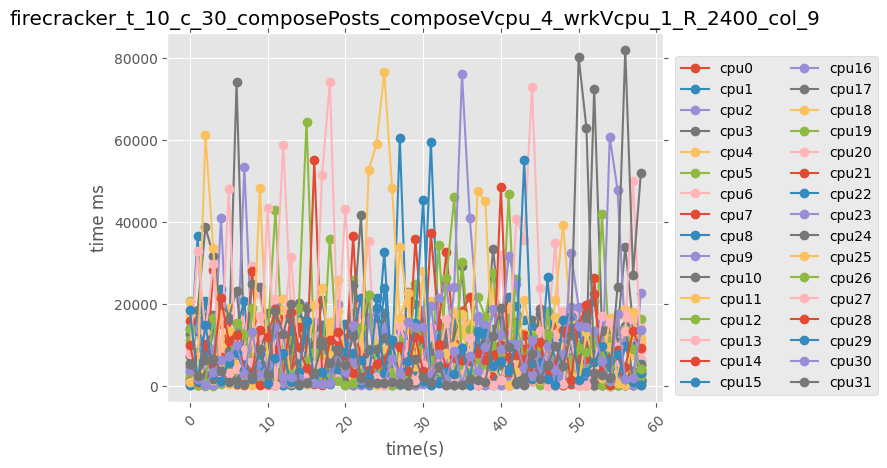 firecracker_t_10_c_30_composePosts_composeVcpu_4_wrkVcpu_1_R_2400_col_9
80000
60000
40000
20000
0
time ms
0
10
20
30
40
50
60
time(s)
cpu0
cpu1
cpu2
cpu3
cpu4
cpu5
cpu6
cpu7
cpu8
cpu9
cpu10
cpu11
cpu12
cpu13
cpu14
cpu15
cpu16
cpu17
cpu18
cpu19
cpu20
cpu21
cpu22
cpu23
cpu24
cpu25
cpu26
cpu27
cpu28
cpu29
cpu30
cpu31